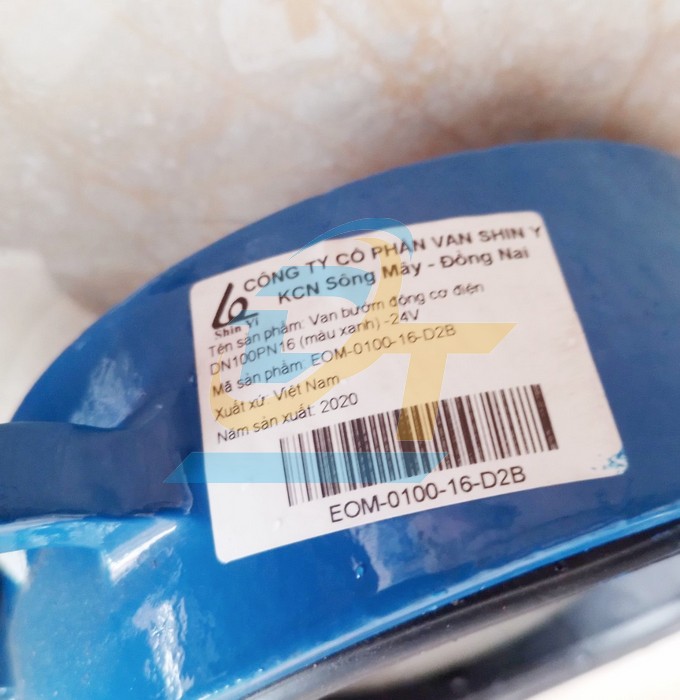 CÔNG TY CỔ PHẦN VAN SHIN Y
KCN Sông Mây - Đồng Nai
Shin Yi
Tên sản phẩm: Van bướm động cơ điện
DN100PN16 (màu xanh) -24V
Mã sản phẩm: EOM-0100-16-D2B
Xuất xứ: Việt Nam
Năm sản xuất: 2020
EOM-0100-16-D2B
DT